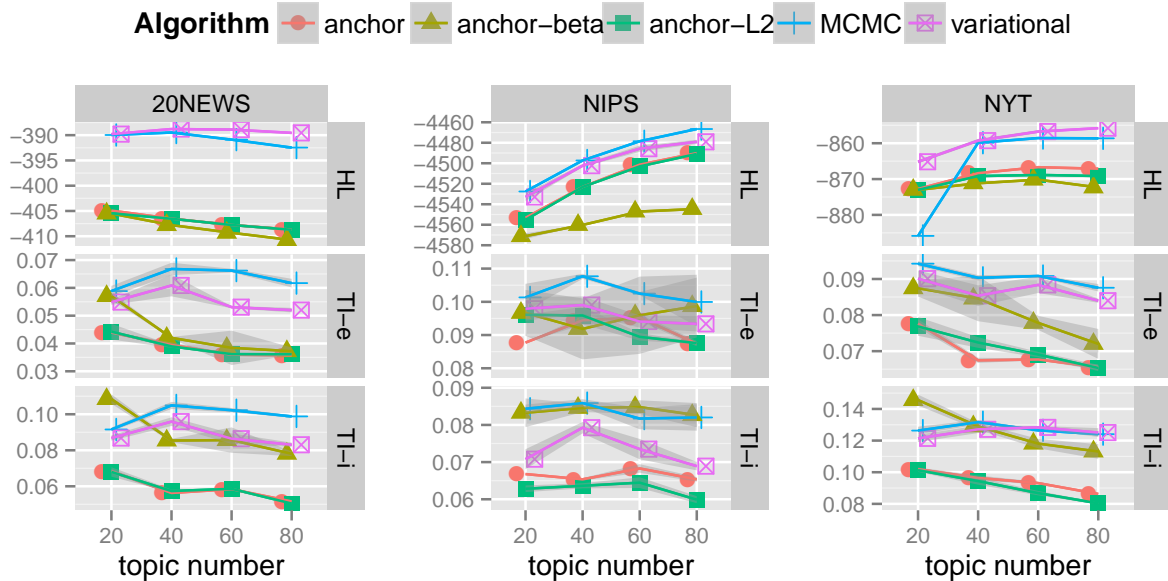 Algorithm anchor anchor−beta anchor−L2 MCMC variational
20NEWS NIPS NYT
−390
−395
−400
−405
−410
HL
−4460
−4480
−4500
−4520
−4540
−4560
−4580
HL
−860
−870
−880
HL
0.07
0.06
0.05
0.04
0.03
TI−e
0.11
0.10
0.09
0.08
TI−e
0.09
0.08
0.07
TI−e
0.10
0.08
0.06
TI−i
0.09
0.08
0.07
0.06
TI−i
0.14
0.12
0.10
0.08
TI−i
20 40 60 80 20 40 60 80 20 40 60 80
topic number topic number topic number